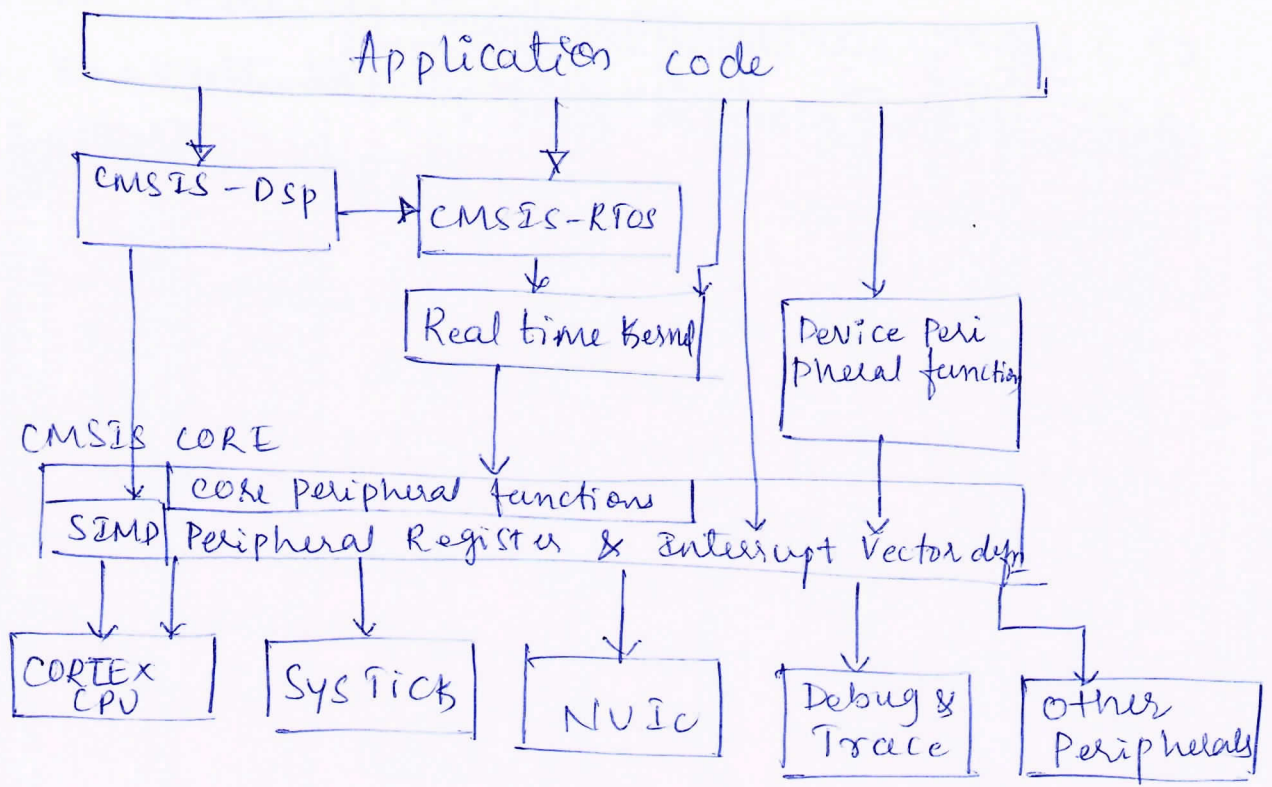 Application code
CMSIS - DSP
CMSIS-RTOS
Real time Kernel
Device Peri
pheral function
CMSIS CORE
core peripheral functions
SIMD
Peripheral Register & Interrupt Vector defn
CORTEX
CPU
SysTick
NVIC
Debug &
Trace
other
Peripherals